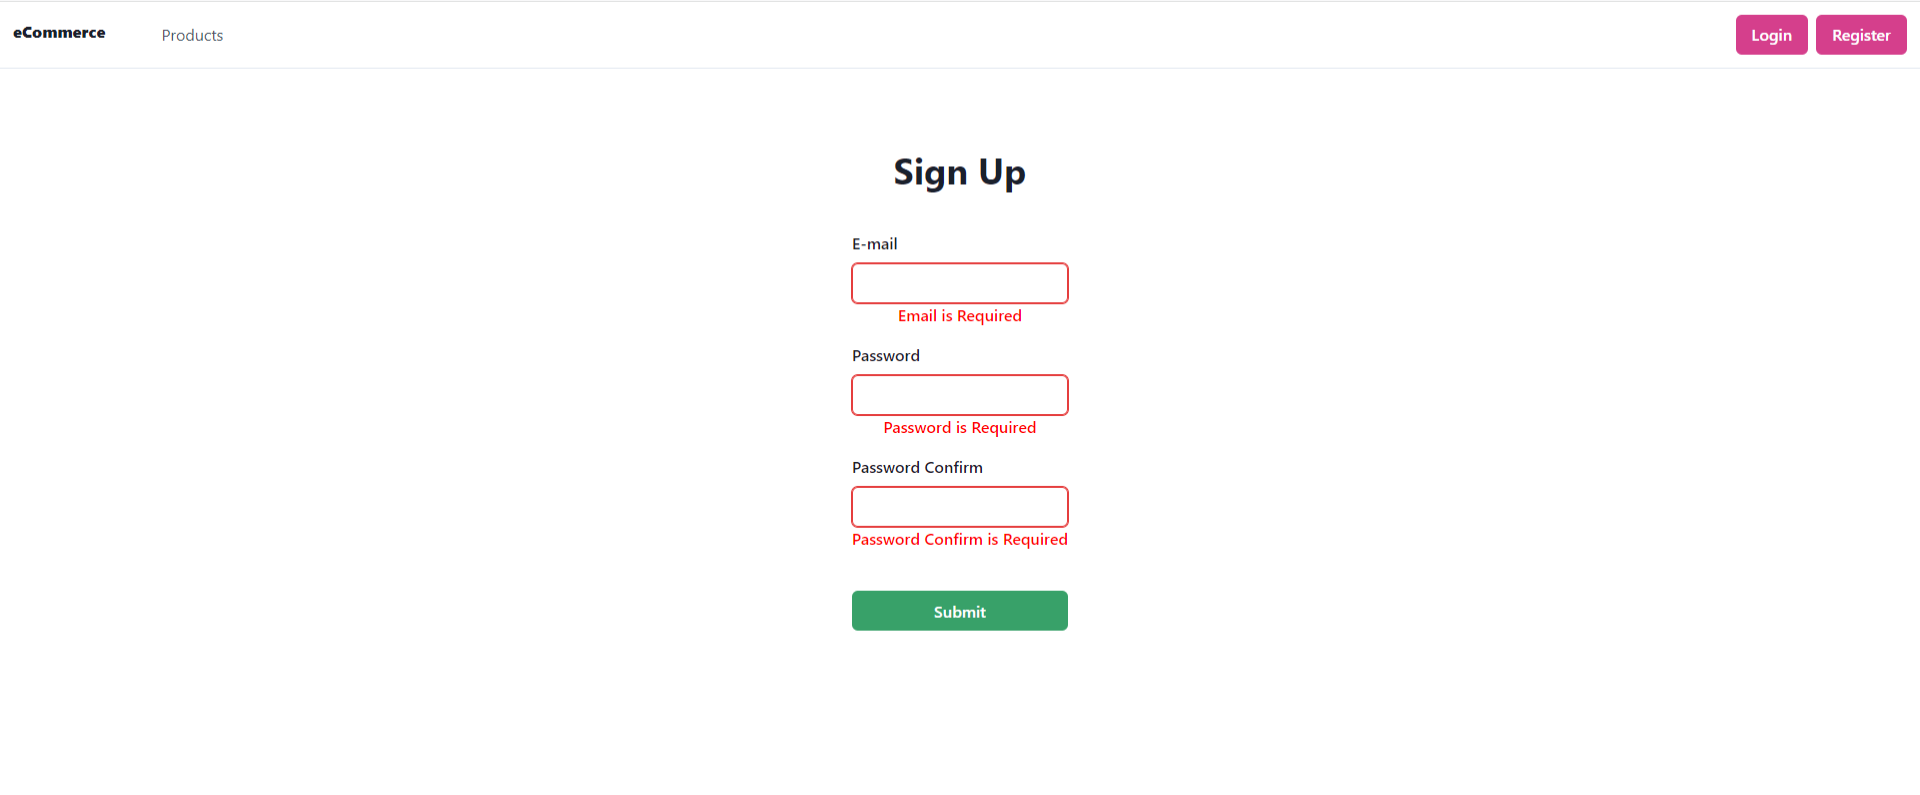 eCommerce
Products
Login
Register
Sign Up
E-mail
Email is Required
Password
Password is Required
Password Confirm
Password Confirm is Required
Submit